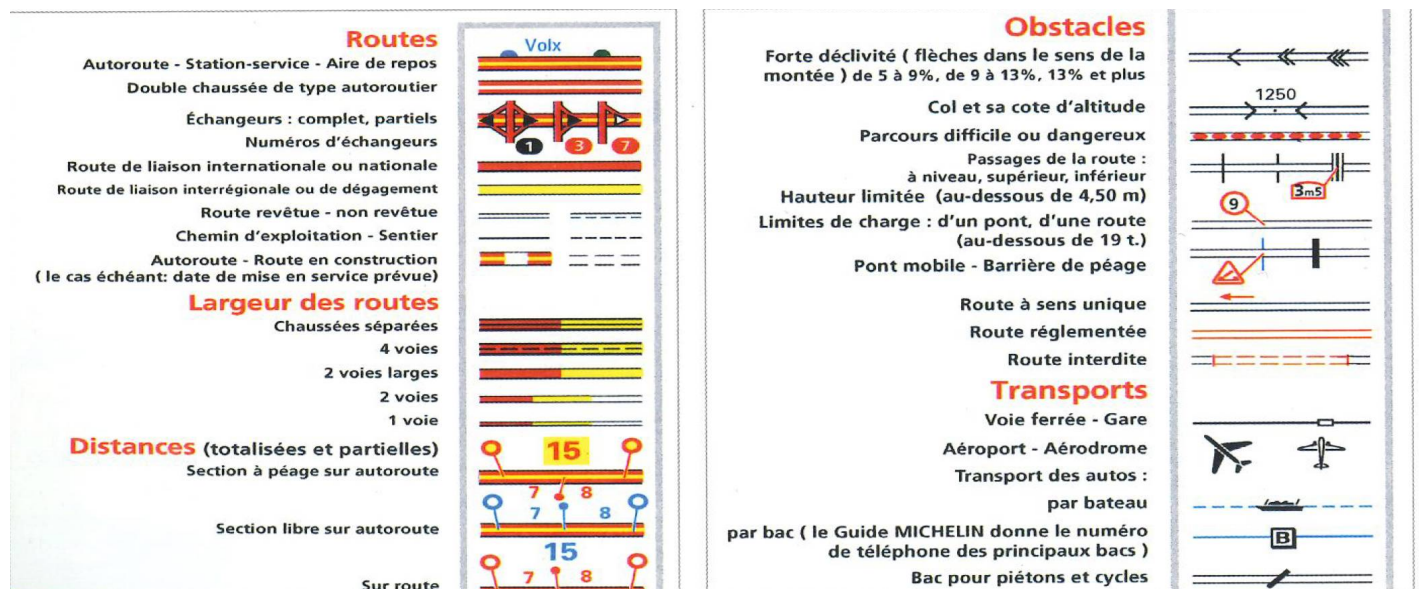 Routes
Volx
Autoroute - Station-service - Aire de repos
Double chaussée de type autoroutier
Échangeurs : complet, partiels
Numéros d'échangeurs
1 3 7
Route de liaison internationale ou nationale
Route de liaison interrégionale ou de dégagement
Route revêtue - non revêtue
Chemin d'exploitation - Sentier
Autoroute - Route en construction
( le cas échéant: date de mise en service prévue)
Largeur des routes
Chaussées séparées
4 voies
2 voies larges
2 voies
1 voie
Distances (totalisées et partielles)
15
Section à péage sur autoroute
7 8
7 8
Section libre sur autoroute
15
7 8
Sur route
Obstacles
Forte déclivité ( flèches dans le sens de la
montée ) de 5 à 9%, de 9 à 13%, 13% et plus
1250
Col et sa cote d'altitude
Parcours difficile ou dangereux
Passages de la route :
à niveau, supérieur, inférieur
Hauteur limitée (au-dessous de 4,50 m)
3m5
9
Limites de charge : d'un pont, d'une route
(au-dessous de 19 t.)
Pont mobile - Barrière de péage
Route à sens unique
Route réglementée
Route interdite
Transports
Voie ferrée - Gare
Aéroport - Aérodrome
Transport des autos :
par bateau
par bac ( le Guide MICHELIN donne le numéro
de téléphone des principaux bacs )
B
Bac pour piétons et cycles